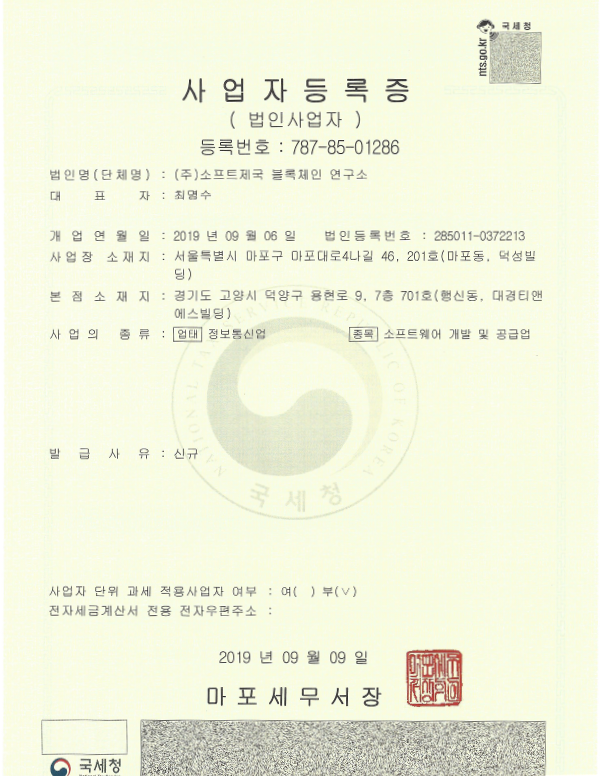 국세청
nts.go.kr
사업자등록증
( 법인사업자 )
등록번호 : 787-85-01286
법인명(단체명) : (주)소프트제국 블록체인 연구소
대 표 자 : 최명수
개 업 연 월 일 : 2019 년 09 월 06 일 법인등록번호 : 285011-0372213
사업장 소재지 : 서울특별시 마포구 마포대로4나길 46, 201호(마포동, 덕성빌
딩)
본 점 소 재 지 : 경기도 고양시 덕양구 용현로 9, 7층 701호(행신동, 대경티앤
에스빌딩)
사 업 의 종 류 : 업태 정보통신업 종목 소프트웨어 개발 및 공급업
NATIONAL TAX SERVICE REPUBLIC OF KOREA
국세청
발 급 사 유 : 신규
사업자 단위 과세 적용사업자 여부 : 여( ) 부(∨)
전자세금계산서 전용 전자우편주소 :
2019 년 09 월 09 일
마포세무서장
국세청